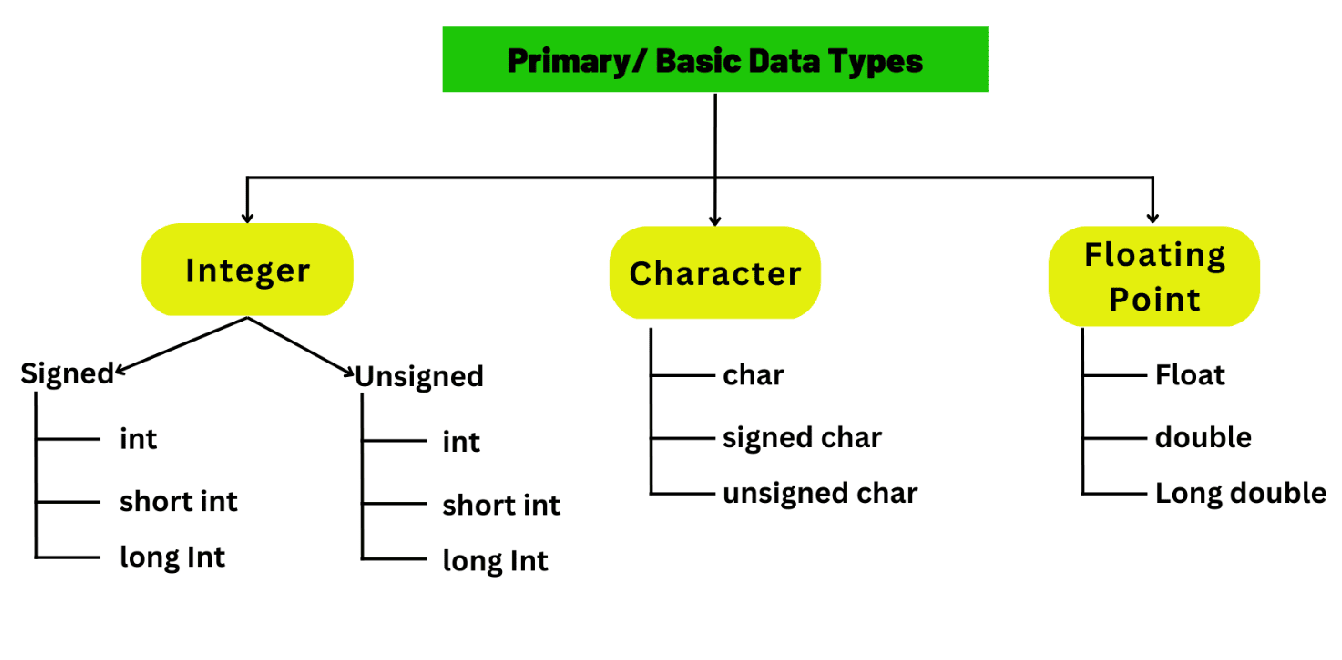 Primary/ Basic Data Types
Integer
Character
Floating
Point
Signed
int
short int
long Int
Unsigned
int
short int
long Int
char
signed char
unsigned char
Float
double
Long double